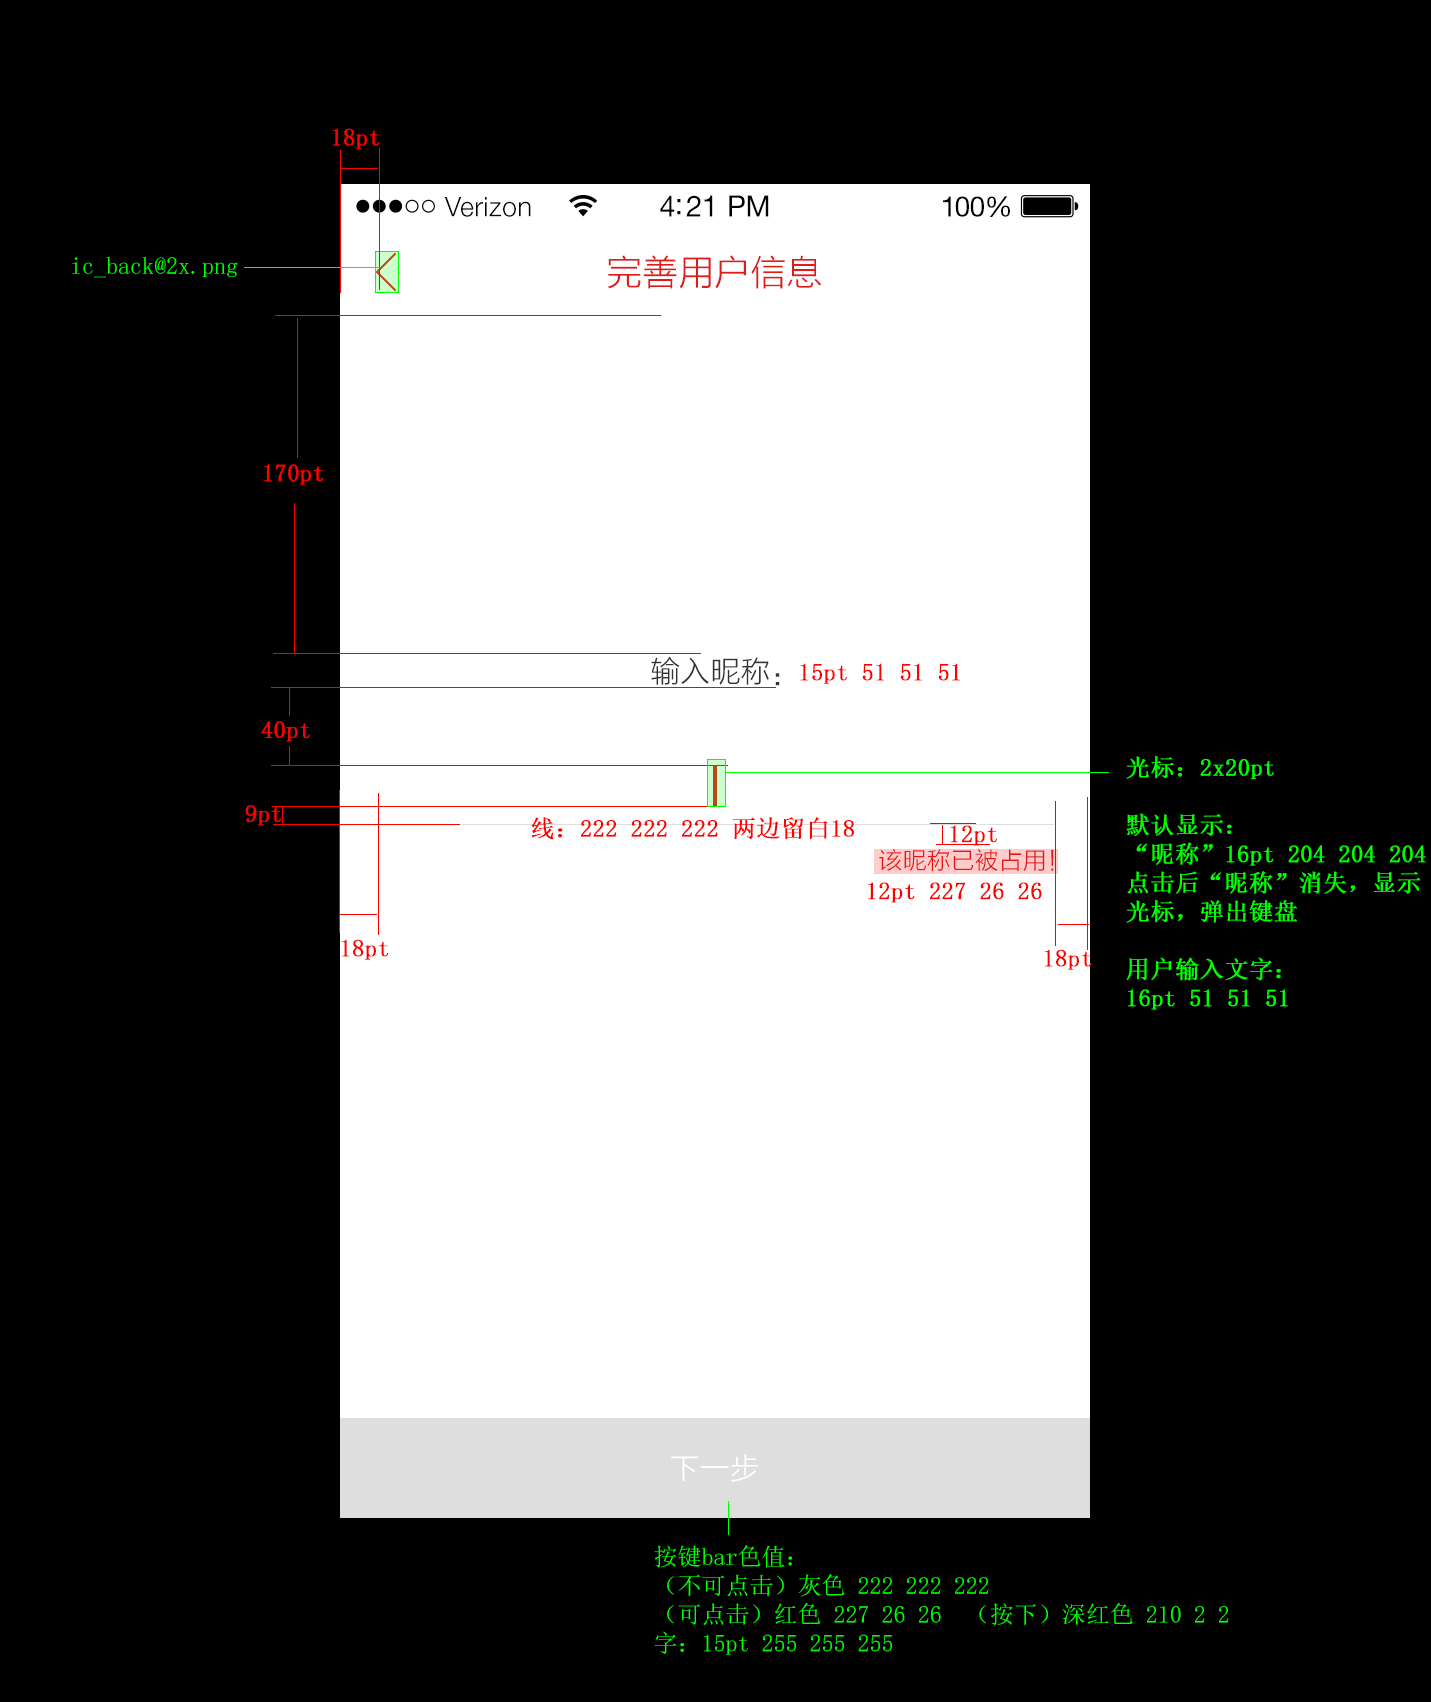 18pt
Verizon
4:21 PM
100%
ic_back@2x.png
完善用户信息
170pt
输入昵称：
15pt 51 51 51
40pt
光标：2x20pt
9pt
线：222 222 222 两边留白18
12pt
默认显示：
“昵称”16pt 204 204 204
点击后“昵称”消失，显示
光标，弹出键盘
该昵称已被占用！
12pt 227 26 26
18pt
18pt
用户输入文字：
16pt 51 51 51
下一步
按键bar色值：
（不可点击）灰色 222 222 222
（可点击）红色 227 26 26 （按下）深红色 210 2 2
字：15pt 255 255 255